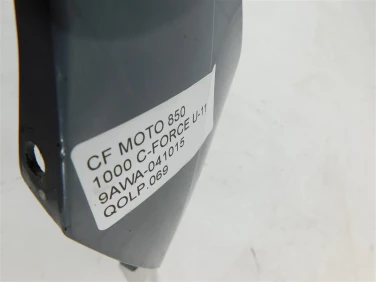 CF MOTO 850
1000 C-FORCE U-11
9AWA-041015
QOLP.069